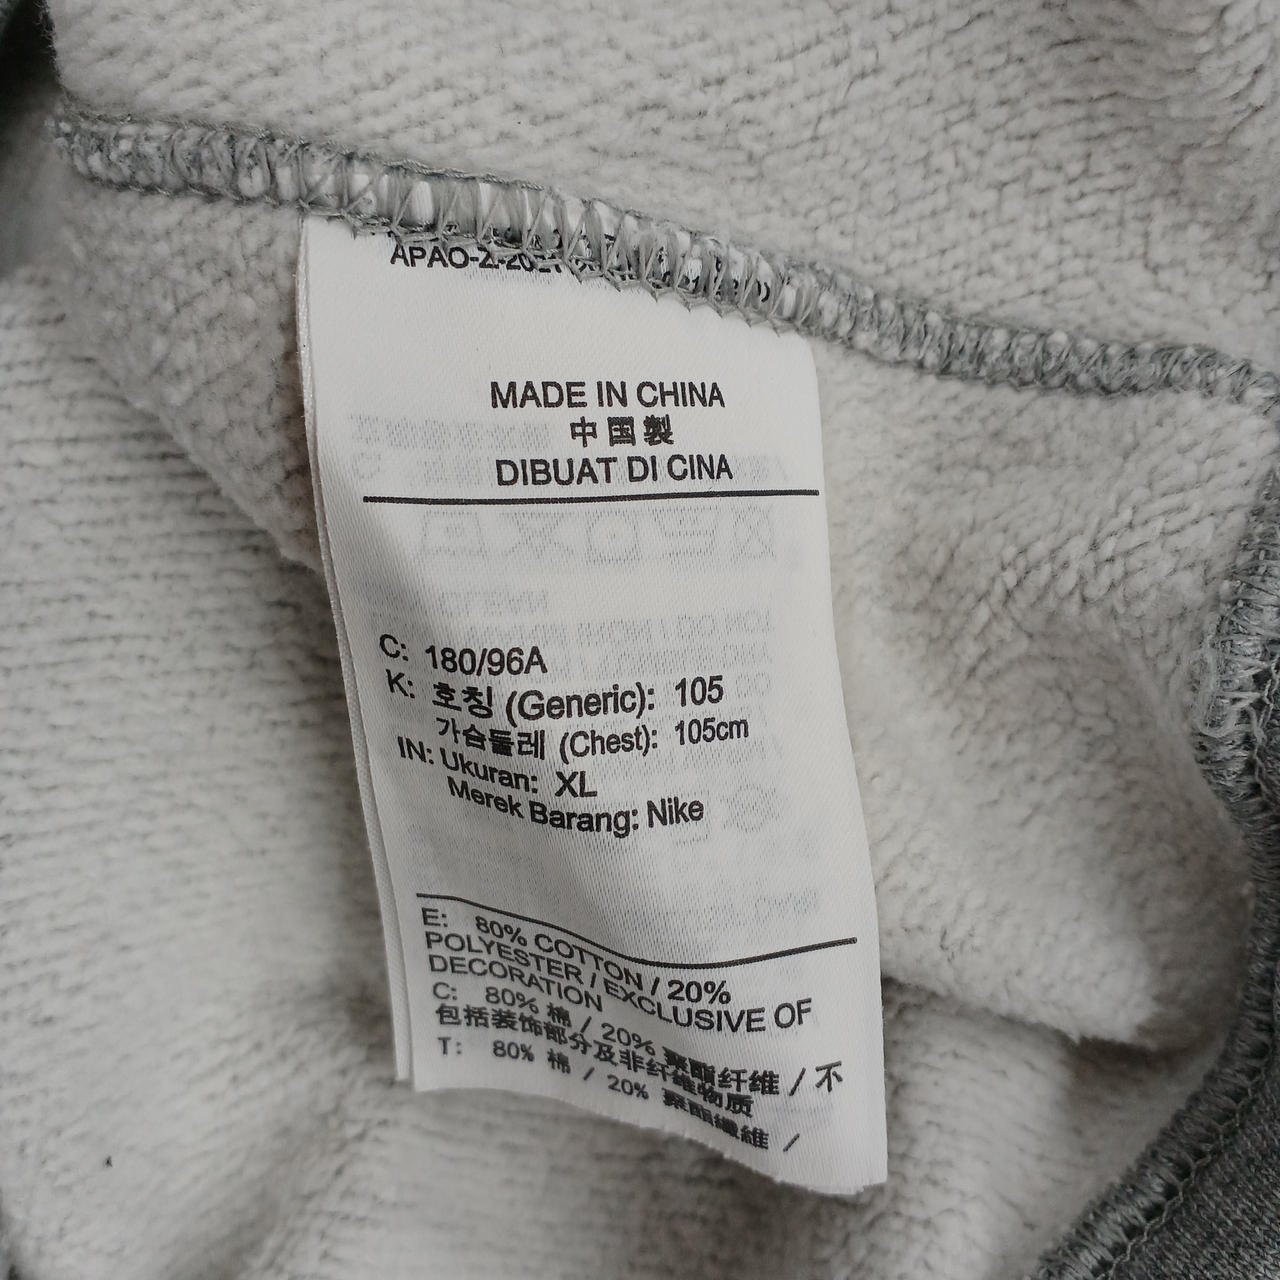 MADE IN CHINA
中国製
DIBUAT DI CINA
C: 180/96A
K: 호칭 (Generic): 105
가슴둘레 (Chest): 105cm
IN: Ukuran: XL
Merek Barang: Nike
E: 80% COTTON / 20%
POLYESTER / EXCLUSIVE OF
DECORATION
C: 80% 棉 / 20% 聚酯纤维 / 不
包括装饰部分及非纤维物质
T: 80% 棉 / 20% 聚酯纖維 /